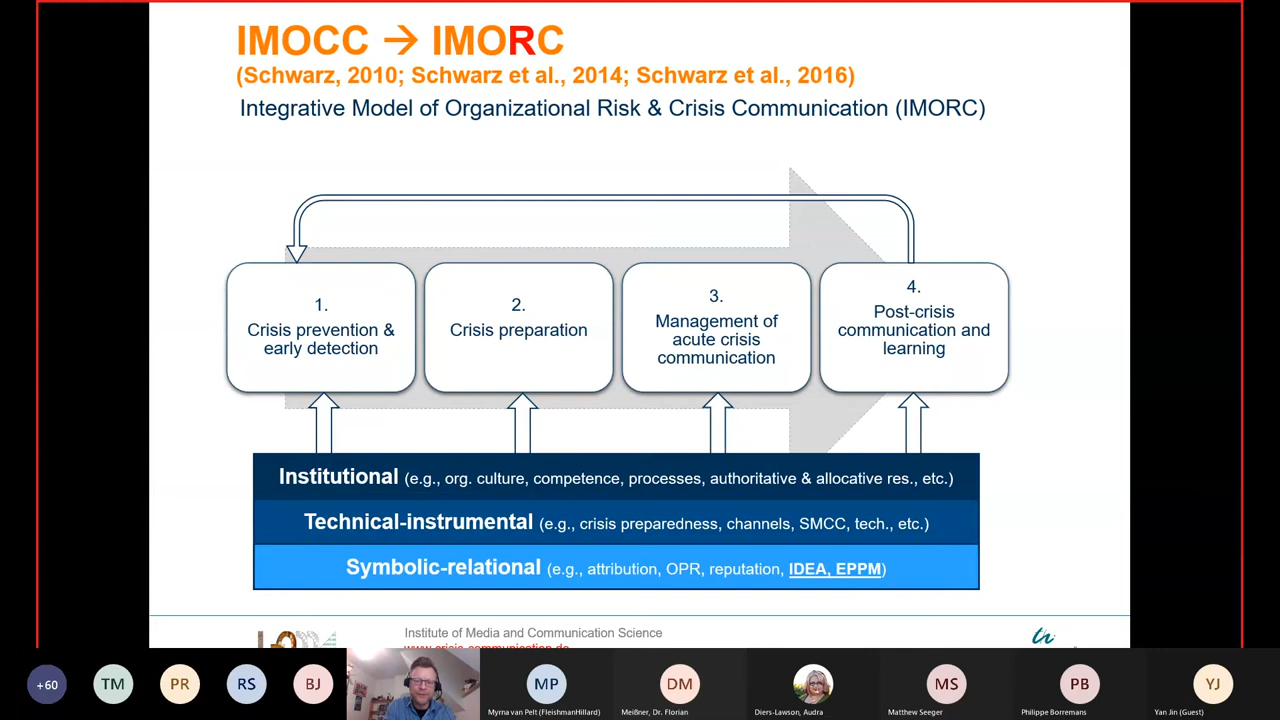 IMOCC → IMORC
(Schwarz, 2010; Schwarz et al., 2014; Schwarz et al., 2016)
Integrative Model of Organizational Risk & Crisis Communication (IMORC)
1.
Crisis prevention &
early detection
2.
Crisis preparation
3.
Management of
acute crisis
communication
4.
Post-crisis
communication and
learning
Institutional (e.g., org. culture, competence, processes, authoritative & allocative res., etc.)
Technical-instrumental (e.g., crisis preparedness, channels, SMCC, tech., etc.)
Symbolic-relational (e.g., attribution, OPR, reputation, IDEA, EPPM)
Institute of Media and Communication Science
www.crisis-communication.de
+60
TM
PR
RS
BJ
MP
DM
MS
PB
YJ
Myrna van Pelt (FleishmanHillard)
Meißner, Dr. Florian
Diers-Lawson, Audra
Matthew Seeger
Philippe Borremans
Yan Jin (Guest)